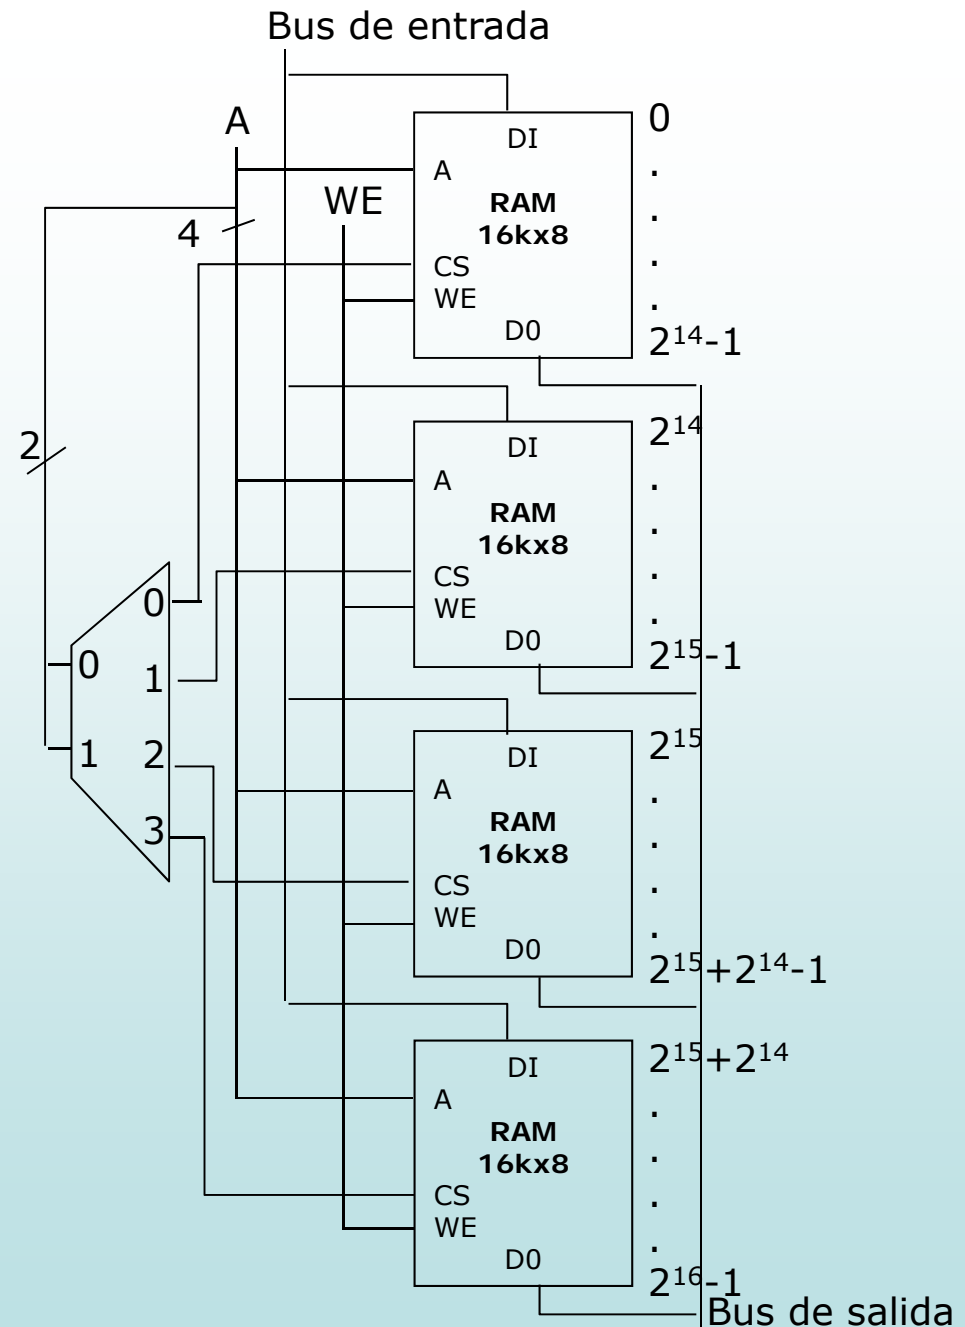 Bus de entrada
A
WE
4
2
0
1
0
1
2
3
DI
A
RAM
16kx8
CS
WE
D0
0
.
.
.
.
2¹⁴-1
DI
A
RAM
16kx8
CS
WE
D0
2¹⁴
.
.
.
.
2¹⁵-1
DI
A
RAM
16kx8
CS
WE
D0
2¹⁵
.
.
.
.
2¹⁵+2¹⁴-1
DI
A
RAM
16kx8
CS
WE
D0
2¹⁵+2¹⁴
.
.
.
.
2¹⁶-1
Bus de salida